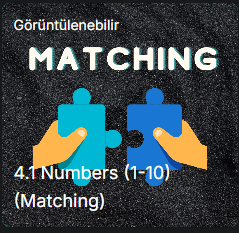 Görüntülenebilir
MATCHING
4.1 Numbers (1-10)
(Matching)